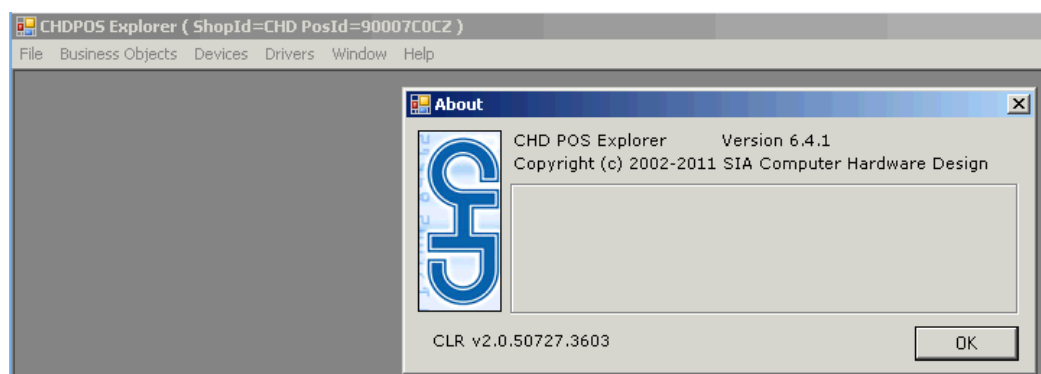 CHDPOS Explorer ( ShopId=CHD PosId=90007C0CZ )
File Business Objects Devices Drivers Window Help
About
CHD POS Explorer Version 6.4.1
Copyright (c) 2002-2011 SIA Computer Hardware Design
CLR v2.0.50727.3603
OK